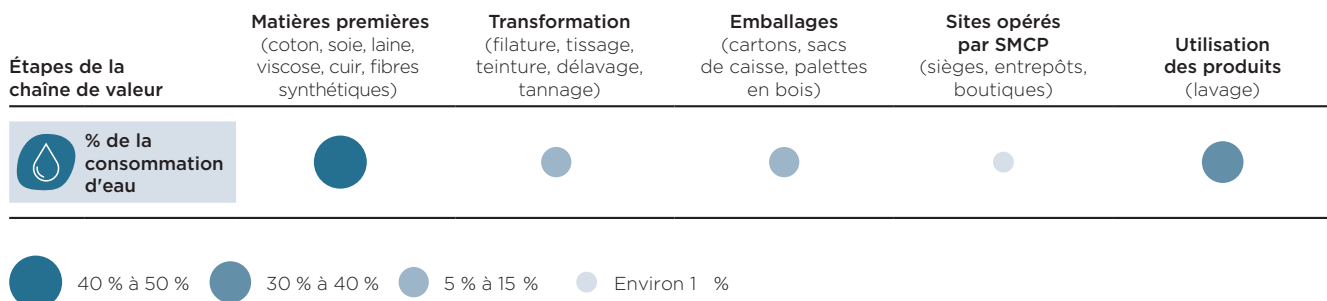 Étapes de la
chaîne de valeur
Matières premières
(coton, soie, laine,
viscose, cuir, fibres
synthétiques)
Transformation
(filature, tissage,
teinture, délavage,
tannage)
Emballages
(cartons, sacs
de caisse, palettes
en bois)
Sites opérés
par SMCP
(sièges, entrepôts,
boutiques)
Utilisation
des produits
(lavage)
% de la
consommation
d'eau
40 % à 50 %
30 % à 40 %
5 % à 15 %
Environ 1 %